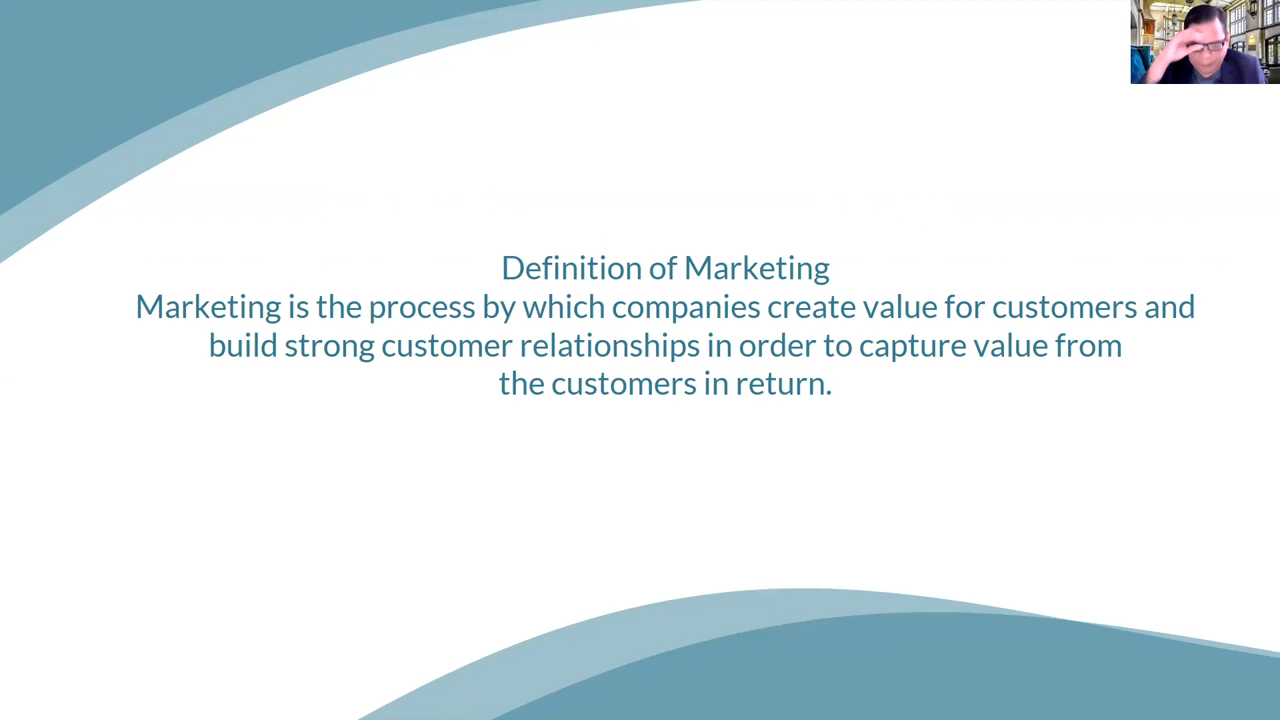 Definition of Marketing
Marketing is the process by which companies create value for customers and
build strong customer relationships in order to capture value from
the customers in return.